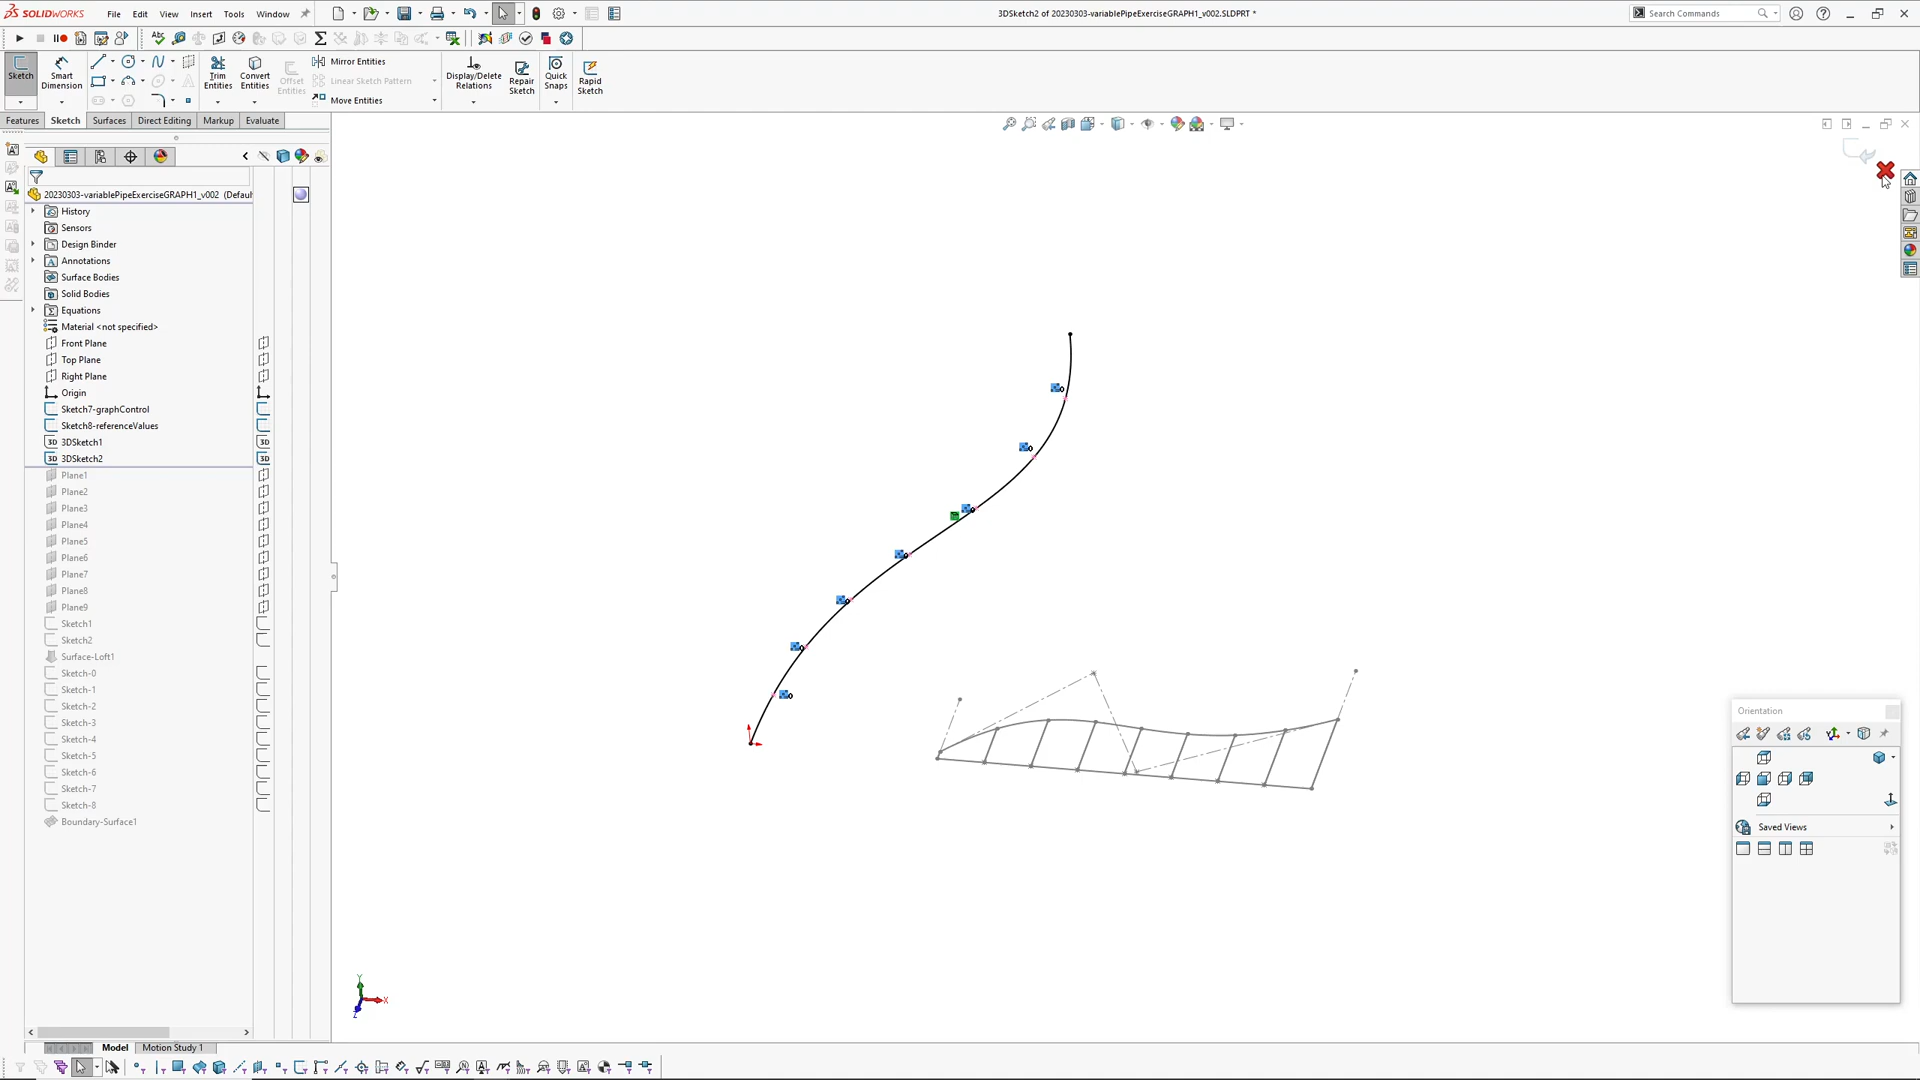 SOLIDWORKS File Edit View Insert Tools Window
3DSketch2 of 20230303-variablePipeExerciseGRAPH1_v002.SLDPRT *
Search Commands
Sketch
Smart Dimension
Trim Entities
Convert Entities
Offset Entities
Mirror Entities
Linear Sketch Pattern
Move Entities
Display/Delete Relations
Repair Sketch
Quick Snaps
Rapid Sketch
Features Sketch Surfaces Direct Editing Markup Evaluate
20230303-variablePipeExerciseGRAPH1_v002 (Defaul
History
Sensors
Design Binder
Annotations
Surface Bodies
Solid Bodies
Equations
Material <not specified>
Front Plane
Top Plane
Right Plane
Origin
Sketch7-graphControl
Sketch8-referenceValues
3D 3DSketch1 3D
3D 3DSketch2 3D
Plane1
Plane2
Plane3
Plane4
Plane5
Plane6
Plane7
Plane8
Plane9
Sketch1
Sketch2
Surface-Loft1
Sketch-0
Sketch-1
Sketch-2
Sketch-3
Sketch-4
Sketch-5
Sketch-6
Sketch-7
Sketch-8
Boundary-Surface1
Orientation
Saved Views
Y
X
Z
Model Motion Study 1